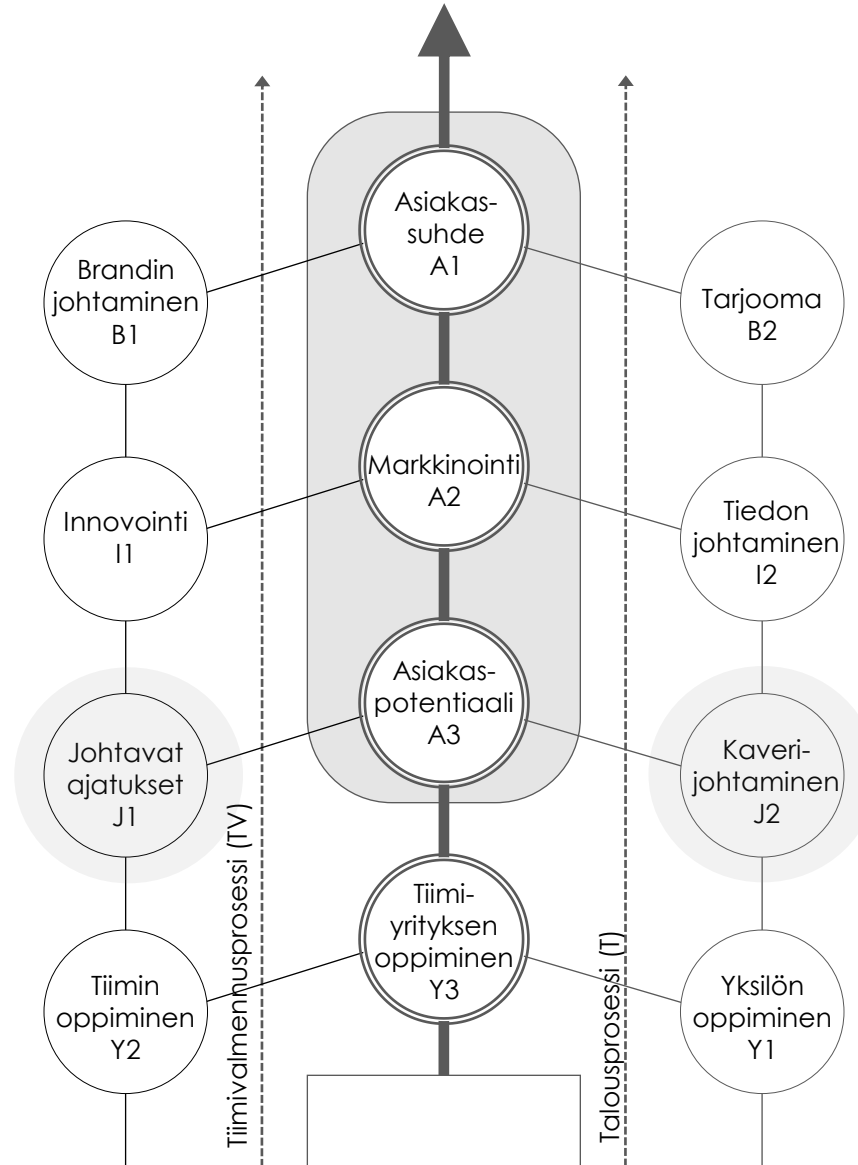 Asiakas-
suhde
A1
Brandin
johtaminen
B1
Tarjooma
B2
Markkinointi
A2
Innovointi
I1
Tiedon
johtaminen
I2
Asiakas-
potentiaali
A3
Johtavat
ajatukset
J1
Kaveri-
johtaminen
J2
Tiimivalmennusprosessi (TV)
Talousprosessi (T)
Tiimi-
yrityksen
oppiminen
Y3
Tiimin
oppiminen
Y2
Yksilön
oppiminen
Y1